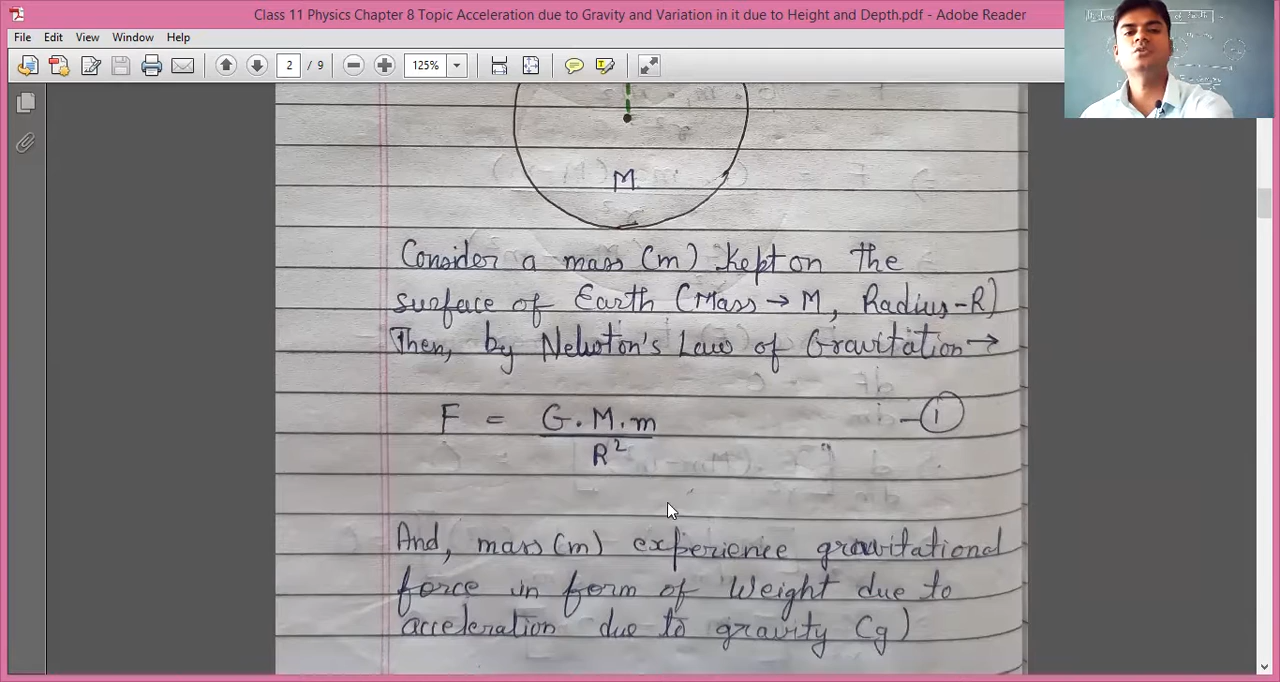 Class 11 Physics Chapter 8 Topic Acceleration due to Gravity and Variation in it due to Height and Depth.pdf - Adobe Reader
File Edit View Window Help
2 / 9 125%
M
Consider a mass (m) kept on the
surface of Earth (Mass → M, Radius - R)
Then, by Newton's Law of Gravitation →
F = G.M.m / R² - ①
And, mass (m) experience gravitational
force in form of Weight due to
acceleration due to gravity (g)